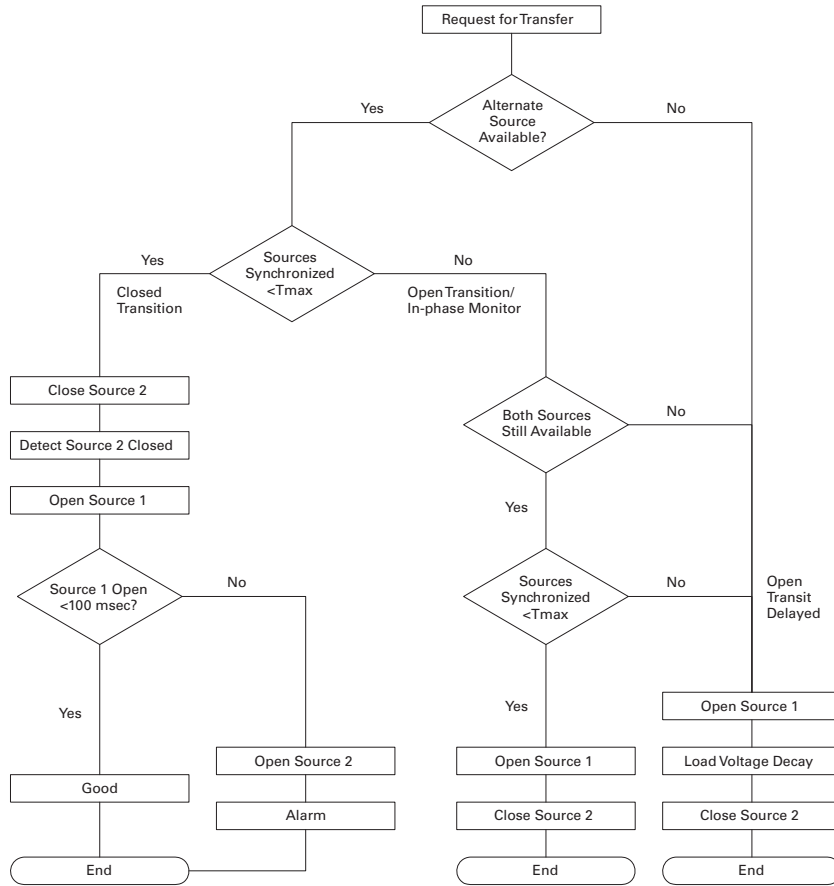 Request for Transfer
Yes
Alternate
Source
Available?
No
Yes
Sources
Synchronized
<Tmax
No
Closed
Transition
Open Transition/
In-phase Monitor
Close Source 2
Detect Source 2 Closed
Open Source 1
Both Sources
Still Available
No
Yes
Source 1 Open
<100 msec?
No
Sources
Synchronized
<Tmax
No
Open
Transit
Delayed
Yes
Yes
Open Source 1
Open Source 2
Open Source 1
Load Voltage Decay
Good
Alarm
Close Source 2
Close Source 2
End
End
End